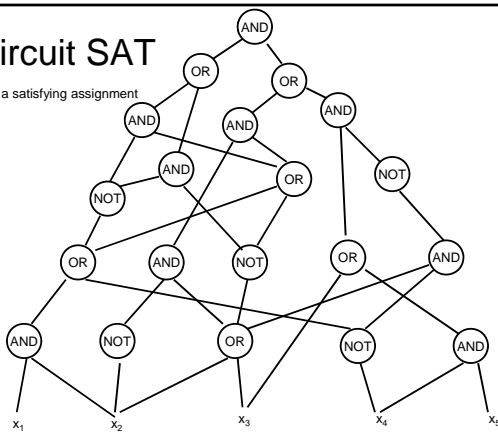 AND
ircuit SAT
OR
OR
a satisfying assignment
AND
AND
AND
AND
OR
NOT
NOT
OR
AND
NOT
OR
AND
AND
NOT
OR
NOT
AND
x1
x2
x3
x4
x5